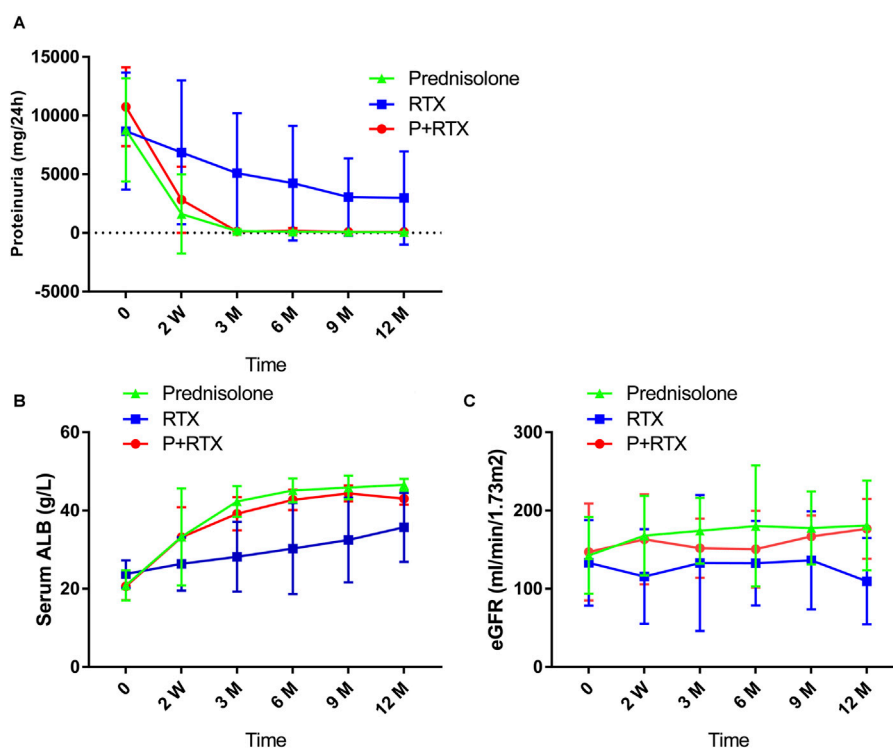 A
15000
10000
5000
0
-5000
Proteinuria (mg/24h)
Prednisolone
RTX
P+RTX
0
2 W
3 M
6 M
9 M
12 M
Time
B
Prednisolone
RTX
P+RTX
60
40
20
0
Serum ALB (g/L)
0
2 W
3 M
6 M
9 M
12 M
Time
C
Prednisolone
RTX
P+RTX
300
200
100
0
eGFR (ml/min/1.73m2)
0
2 W
3 M
6 M
9 M
12 M
Time